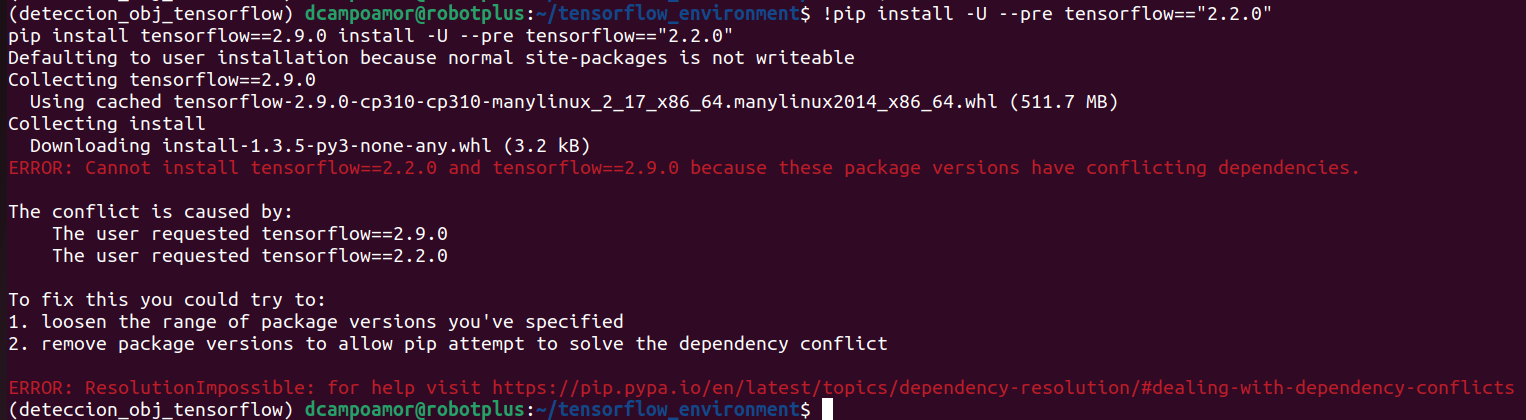 (deteccion_obj_tensorflow) dcampoamor@robotplus:~/tensorflow_environment$ !pip install -U --pre tensorflow=="2.2.0"
pip install tensorflow==2.9.0 install -U --pre tensorflow=="2.2.0"
Defaulting to user installation because normal site-packages is not writeable
Collecting tensorflow==2.9.0
  Using cached tensorflow-2.9.0-cp310-cp310-manylinux_2_17_x86_64.manylinux2014_x86_64.whl (511.7 MB)
Collecting install
  Downloading install-1.3.5-py3-none-any.whl (3.2 kB)
ERROR: Cannot install tensorflow==2.2.0 and tensorflow==2.9.0 because these package versions have conflicting dependencies.
The conflict is caused by:
    The user requested tensorflow==2.9.0
    The user requested tensorflow==2.2.0
To fix this you could try to:
1. loosen the range of package versions you've specified
2. remove package versions to allow pip attempt to solve the dependency conflict
ERROR: ResolutionImpossible: for help visit https://pip.pypa.io/en/latest/topics/dependency-resolution/#dealing-with-dependency-conflicts
(deteccion_obj_tensorflow) dcampoamor@robotplus:~/tensorflow_environment$